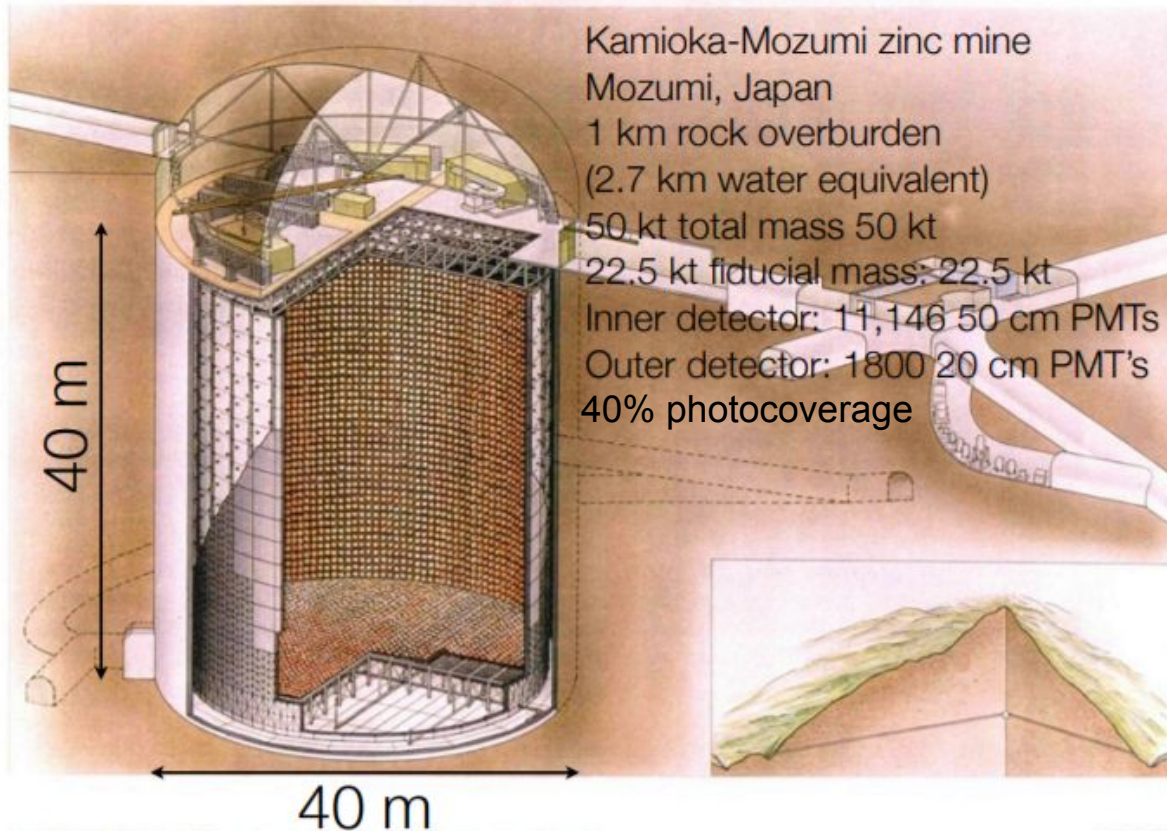 Kamioka-Mozumi zinc mine
Mozumi, Japan
1 km rock overburden
(2.7 km water equivalent)
50 kt total mass 50 kt
22.5 kt fiducial mass: 22.5 kt
Inner detector: 11,146 50 cm PMTs
Outer detector: 1800 20 cm PMT's
40% photocoverage
40 m
40 m